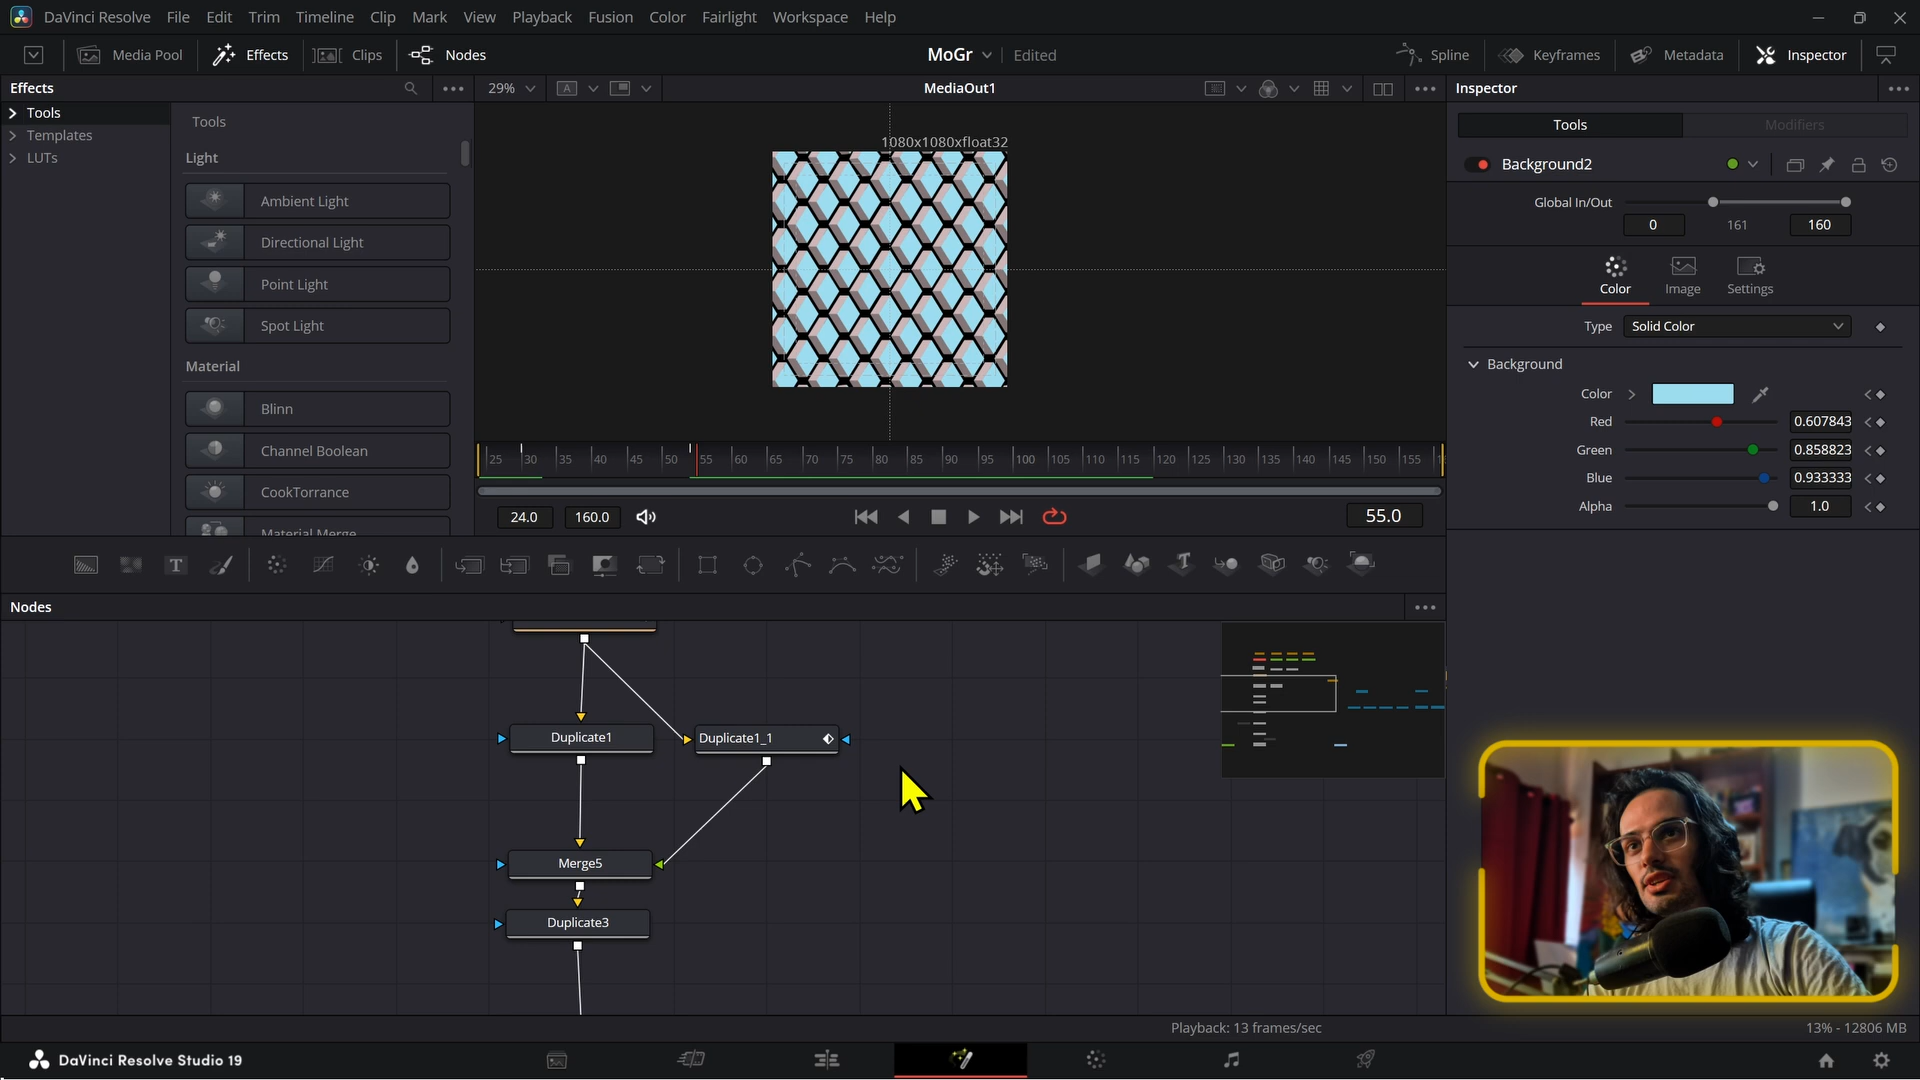 DaVinci Resolve File Edit Trim Timeline Clip Mark View Playback Fusion Color Fairlight Workspace Help
Media Pool Effects Clips Nodes MoGr Edited Spline Keyframes Metadata Inspector
Effects 29% A MediaOut1 Inspector
Tools
Templates
LUTs
Tools
Light
Ambient Light
Directional Light
Point Light
Spot Light
Material
Blinn
Channel Boolean
CookTorrance
Material Merge
1080x1080xfloat32
25 30 35 40 45 50 55 60 65 70 75 80 85 90 95 100 105 110 115 120 125 130 135 140 145 150 155
24.0 160.0 55.0
Tools Modifiers
Background2
Global In/Out
0 161 160
Color Image Settings
Type Solid Color
Background
Color
Red 0.607843
Green 0.858823
Blue 0.933333
Alpha 1.0
T T
Nodes
Duplicate1 Duplicate1_1
Merge5
Duplicate3
Playback: 13 frames/sec 13% - 12806 MB
DaVinci Resolve Studio 19